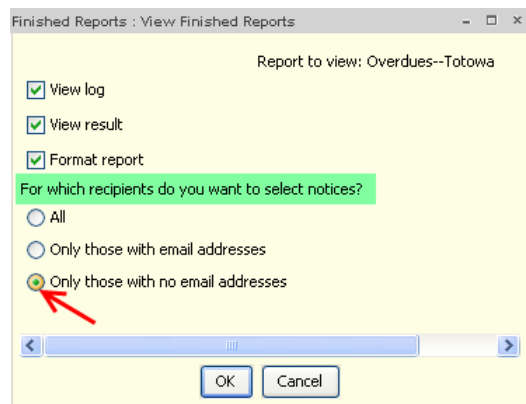 Finished Reports : View Finished Reports
Report to view: Overdues--Totowa
View log
View result
Format report
For which recipients do you want to select notices?
All
Only those with email addresses
Only those with no email addresses
OK Cancel